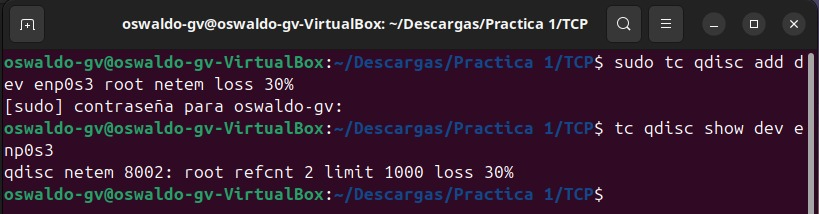 oswaldo-gv@oswaldo-gv-VirtualBox: ~/Descargas/Practica 1/TCP
oswaldo-gv@oswaldo-gv-VirtualBox:~/Descargas/Practica 1/TCP$ sudo tc qdisc add d
ev enp0s3 root netem loss 30%
[sudo] contraseña para oswaldo-gv:
oswaldo-gv@oswaldo-gv-VirtualBox:~/Descargas/Practica 1/TCP$ tc qdisc show dev e
np0s3
qdisc netem 8002: root refcnt 2 limit 1000 loss 30%
oswaldo-gv@oswaldo-gv-VirtualBox:~/Descargas/Practica 1/TCP$